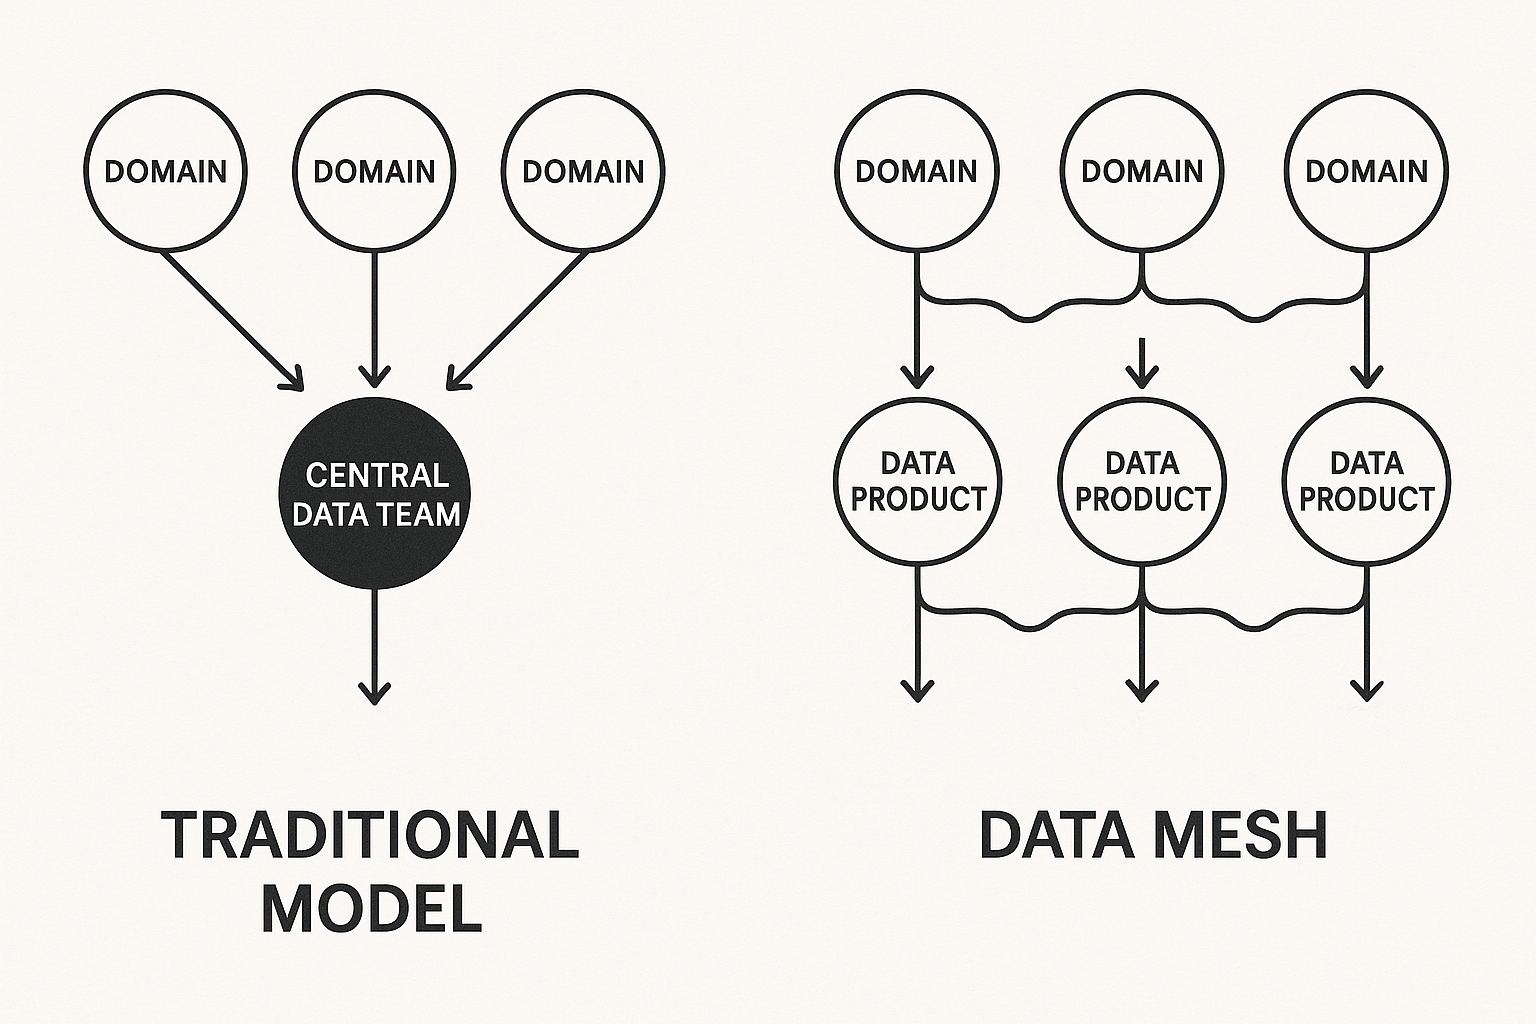 DOMAIN
DOMAIN
DOMAIN
CENTRAL
DATA TEAM
TRADITIONAL
MODEL
DOMAIN
DOMAIN
DOMAIN
DATA
PRODUCT
DATA
PRODUCT
DATA
PRODUCT
DATA MESH